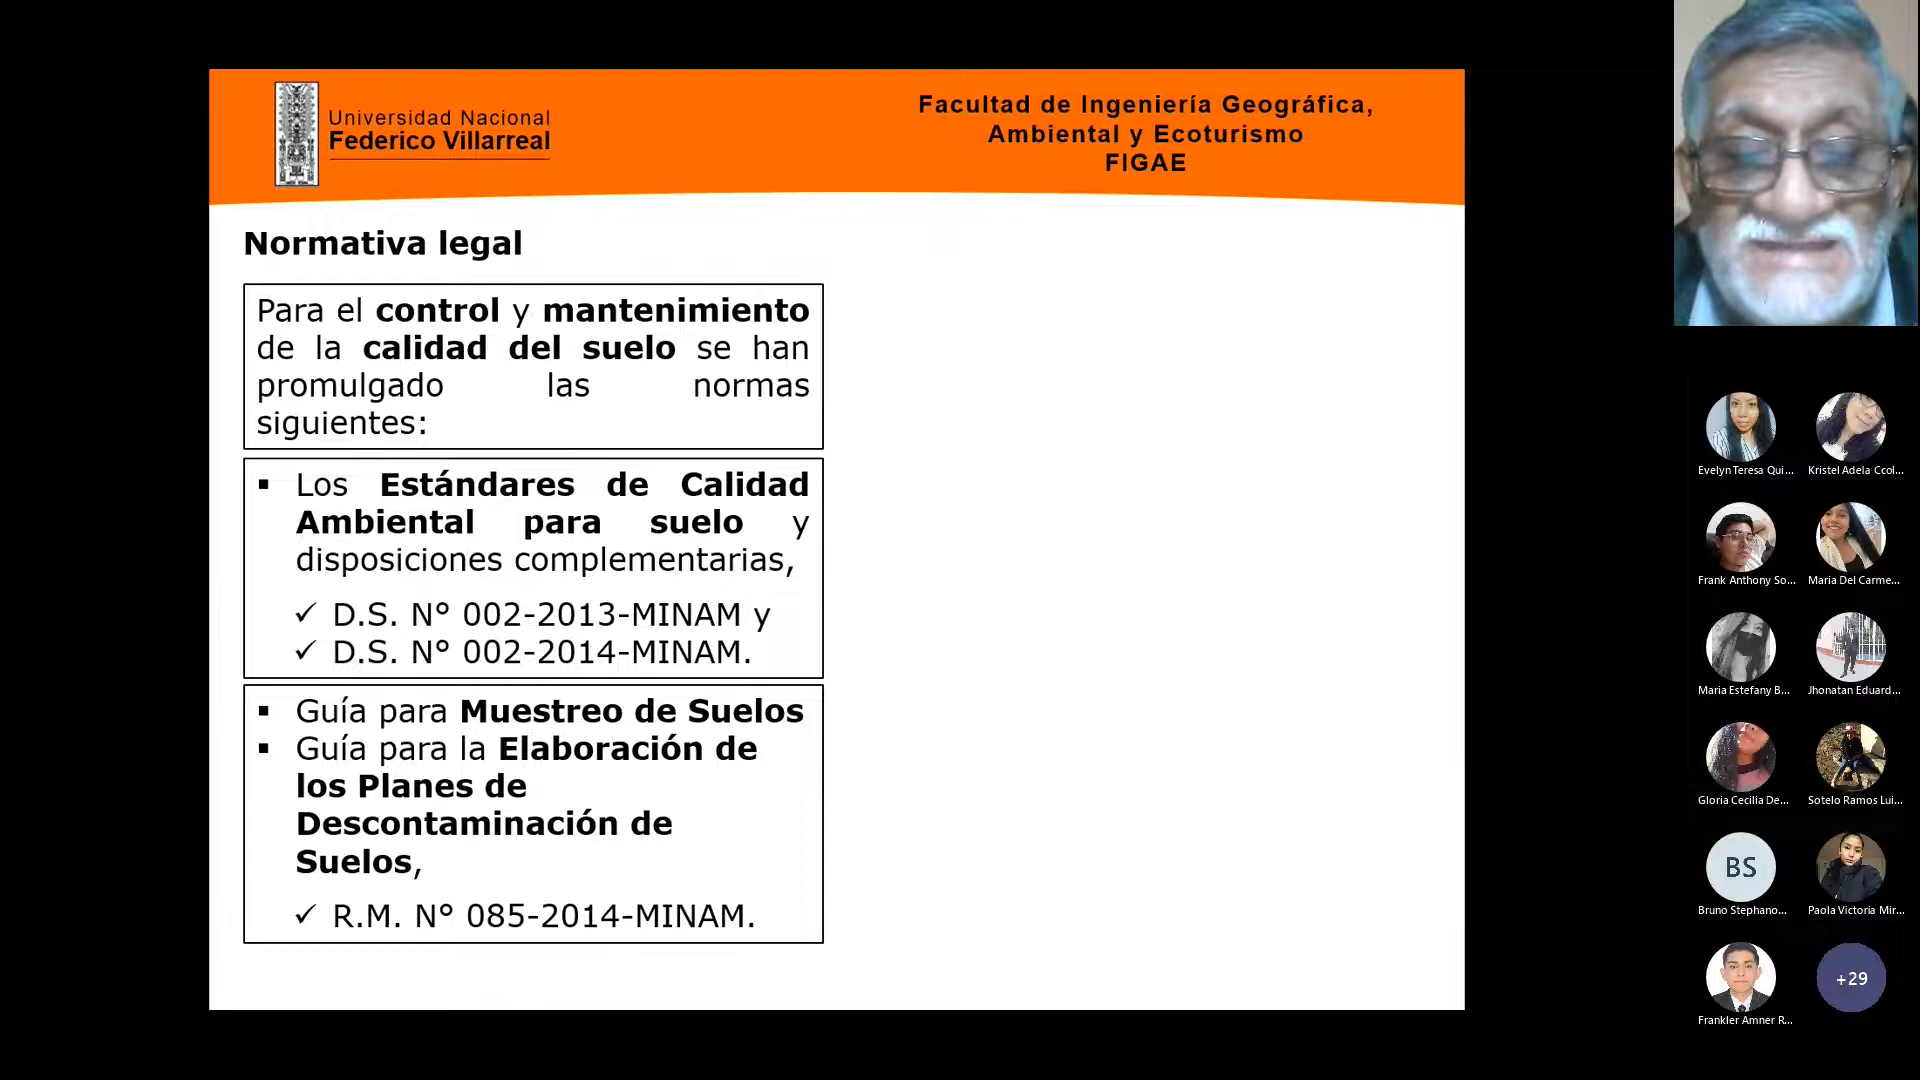 Universidad Nacional
Federico Villarreal
Facultad de Ingeniería Geográfica,
Ambiental y Ecoturismo
FIGAE
Normativa legal
Para el control y mantenimiento
de la calidad del suelo se han
promulgado las normas
siguientes:
▪ Los Estándares de Calidad
Ambiental para suelo y
disposiciones complementarias,
✓ D.S. N° 002-2013-MINAM y
✓ D.S. N° 002-2014-MINAM.
▪ Guía para Muestreo de Suelos
▪ Guía para la Elaboración de
los Planes de
Descontaminación de
Suelos,
✓ R.M. N° 085-2014-MINAM.
Evelyn Teresa Qui...
Kristel Adela Ccol...
Frank Anthony So...
Maria Del Carme...
Maria Estefany B...
Jhonatan Eduard...
Gloria Cecilia De...
Sotelo Ramos Lui...
BS
Bruno Stephano...
Paola Victoria Mir...
Frankler Amner R...
+29